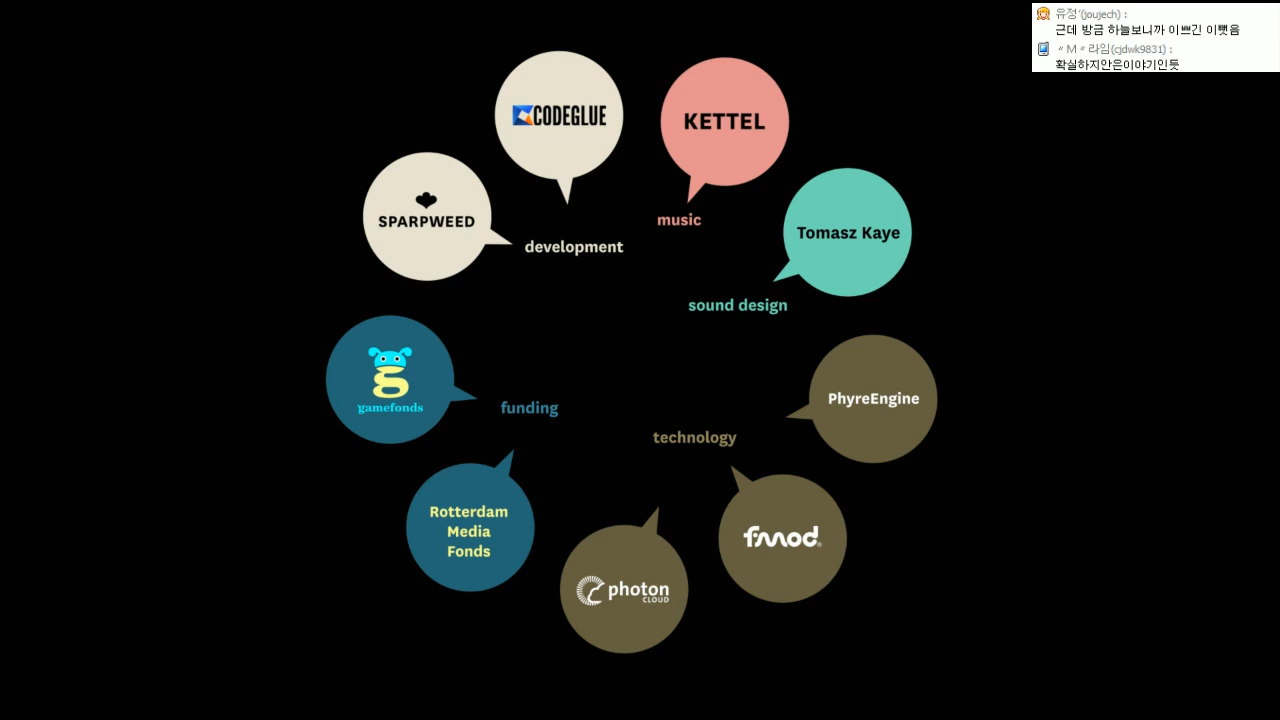 유정'(joujech) :
근데 방금 하늘보니까 이쁘긴 이뻣음
〃M〃라임(cjdwk9831) :
확실하지안은이야기인듯
CODEGLUE
KETTEL
SPARPWEED
music
Tomasz Kaye
development
sound design
PhyreEngine
gamefonds
funding
technology
Rotterdam
Media
Fonds
fmod®
photon
CLOUD